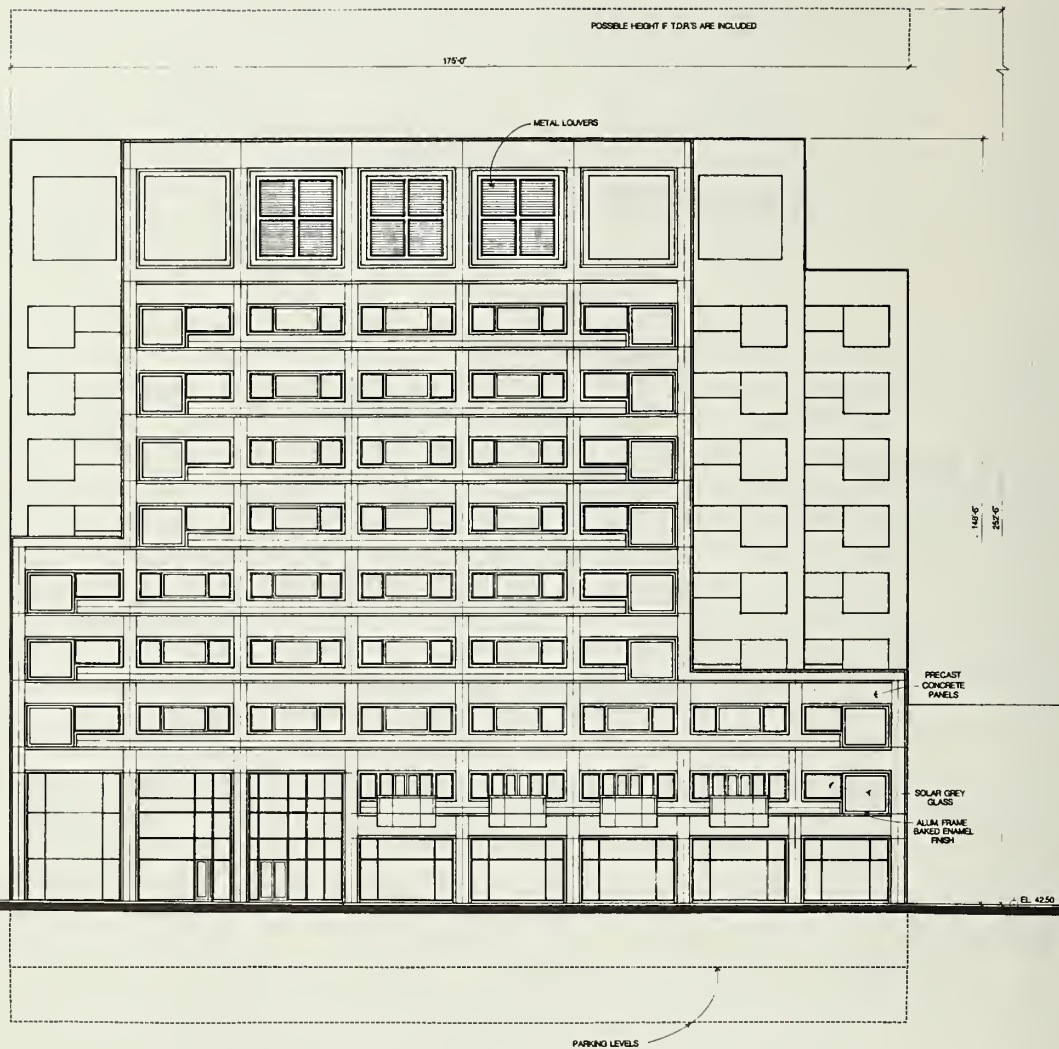 POSSIBLE HEIGHT IF T.D.R.'S ARE INCLUDED
175'-0"
METAL LOUVERS
148'-6"
252'-6"
PRECAST
CONCRETE
PANELS
SOLAR GREY
GLASS
ALUM. FRAME
BAKED ENAMEL
FINISH
EL. 42.50
PARKING LEVELS